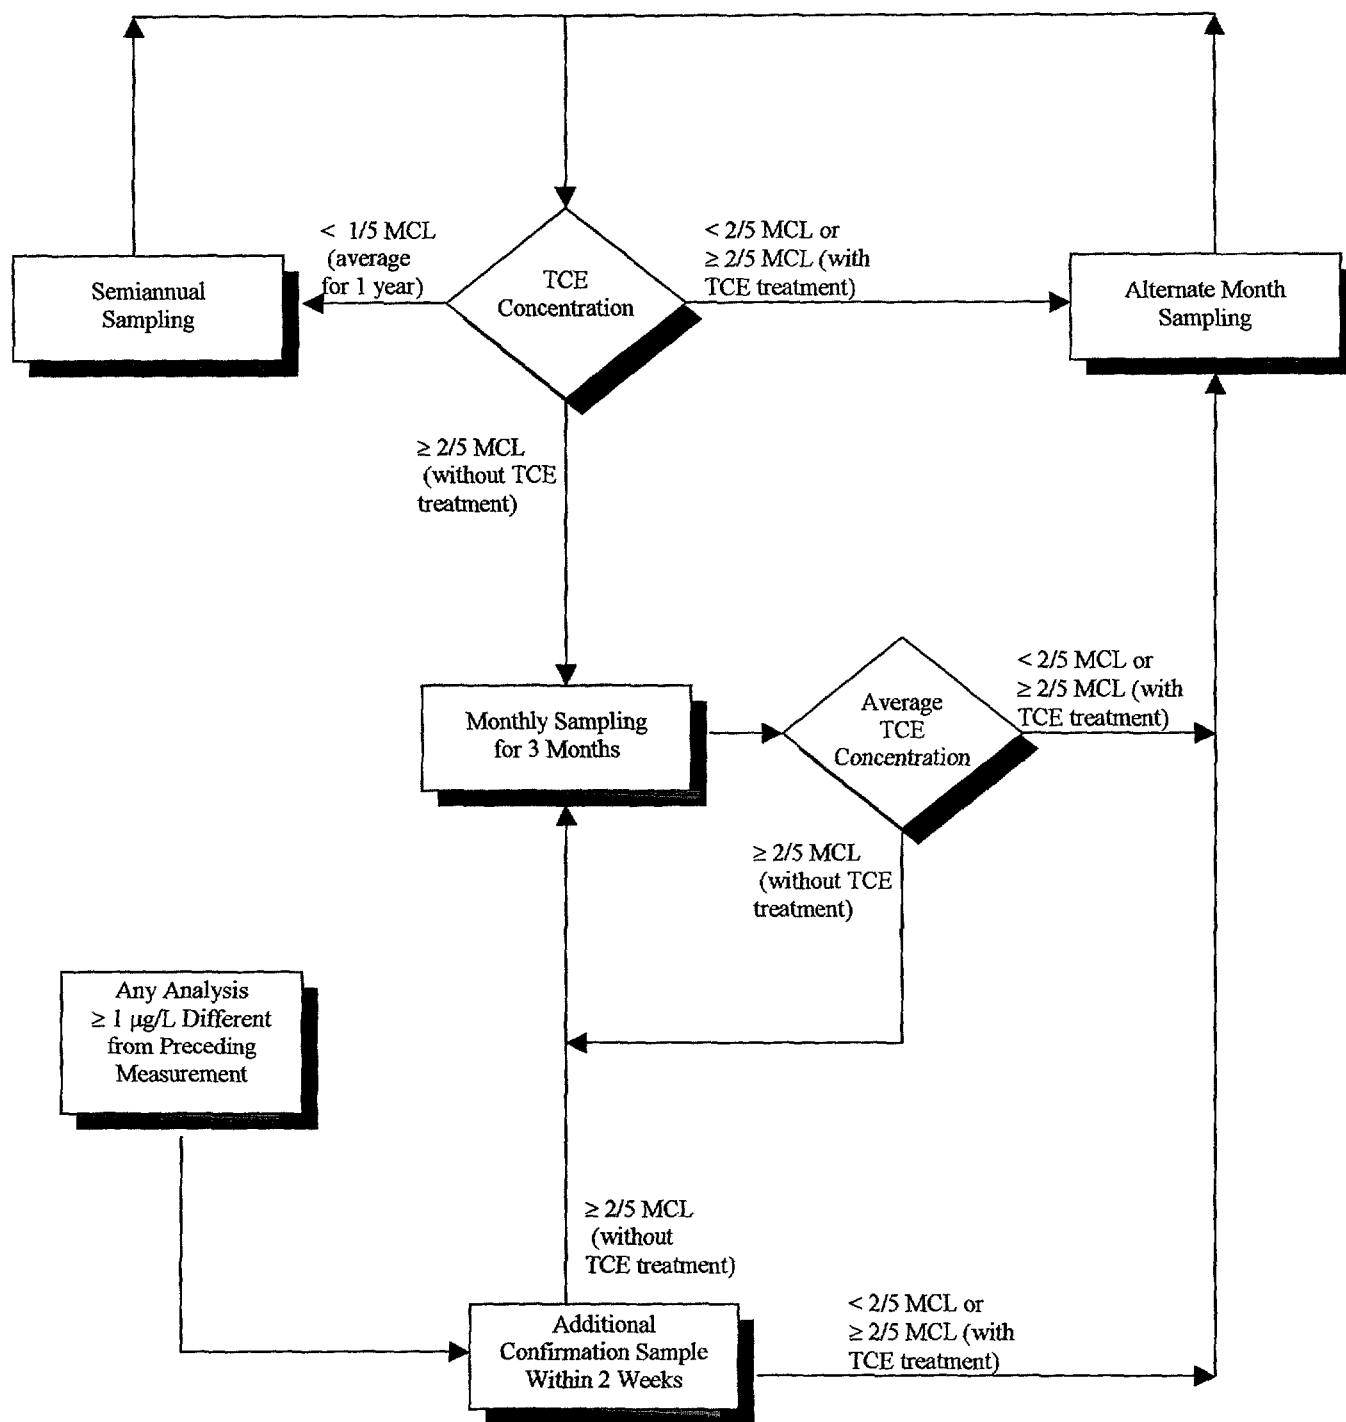 < 1/5 MCL
(average
for 1 year)
< 2/5 MCL or
≥ 2/5 MCL (with
TCE treatment)
Semiannual
Sampling
TCE
Concentration
Alternate Month
Sampling
≥ 2/5 MCL
(without TCE
treatment)
Monthly Sampling
for 3 Months
Average
TCE
Concentration
< 2/5 MCL or
≥ 2/5 MCL (with
TCE treatment)
≥ 2/5 MCL
(without TCE
treatment)
Any Analysis
≥ 1 µg/L Different
from Preceding
Measurement
≥ 2/5 MCL
(without
TCE treatment)
Additional
Confirmation Sample
Within 2 Weeks
< 2/5 MCL or
≥ 2/5 MCL (with
TCE treatment)